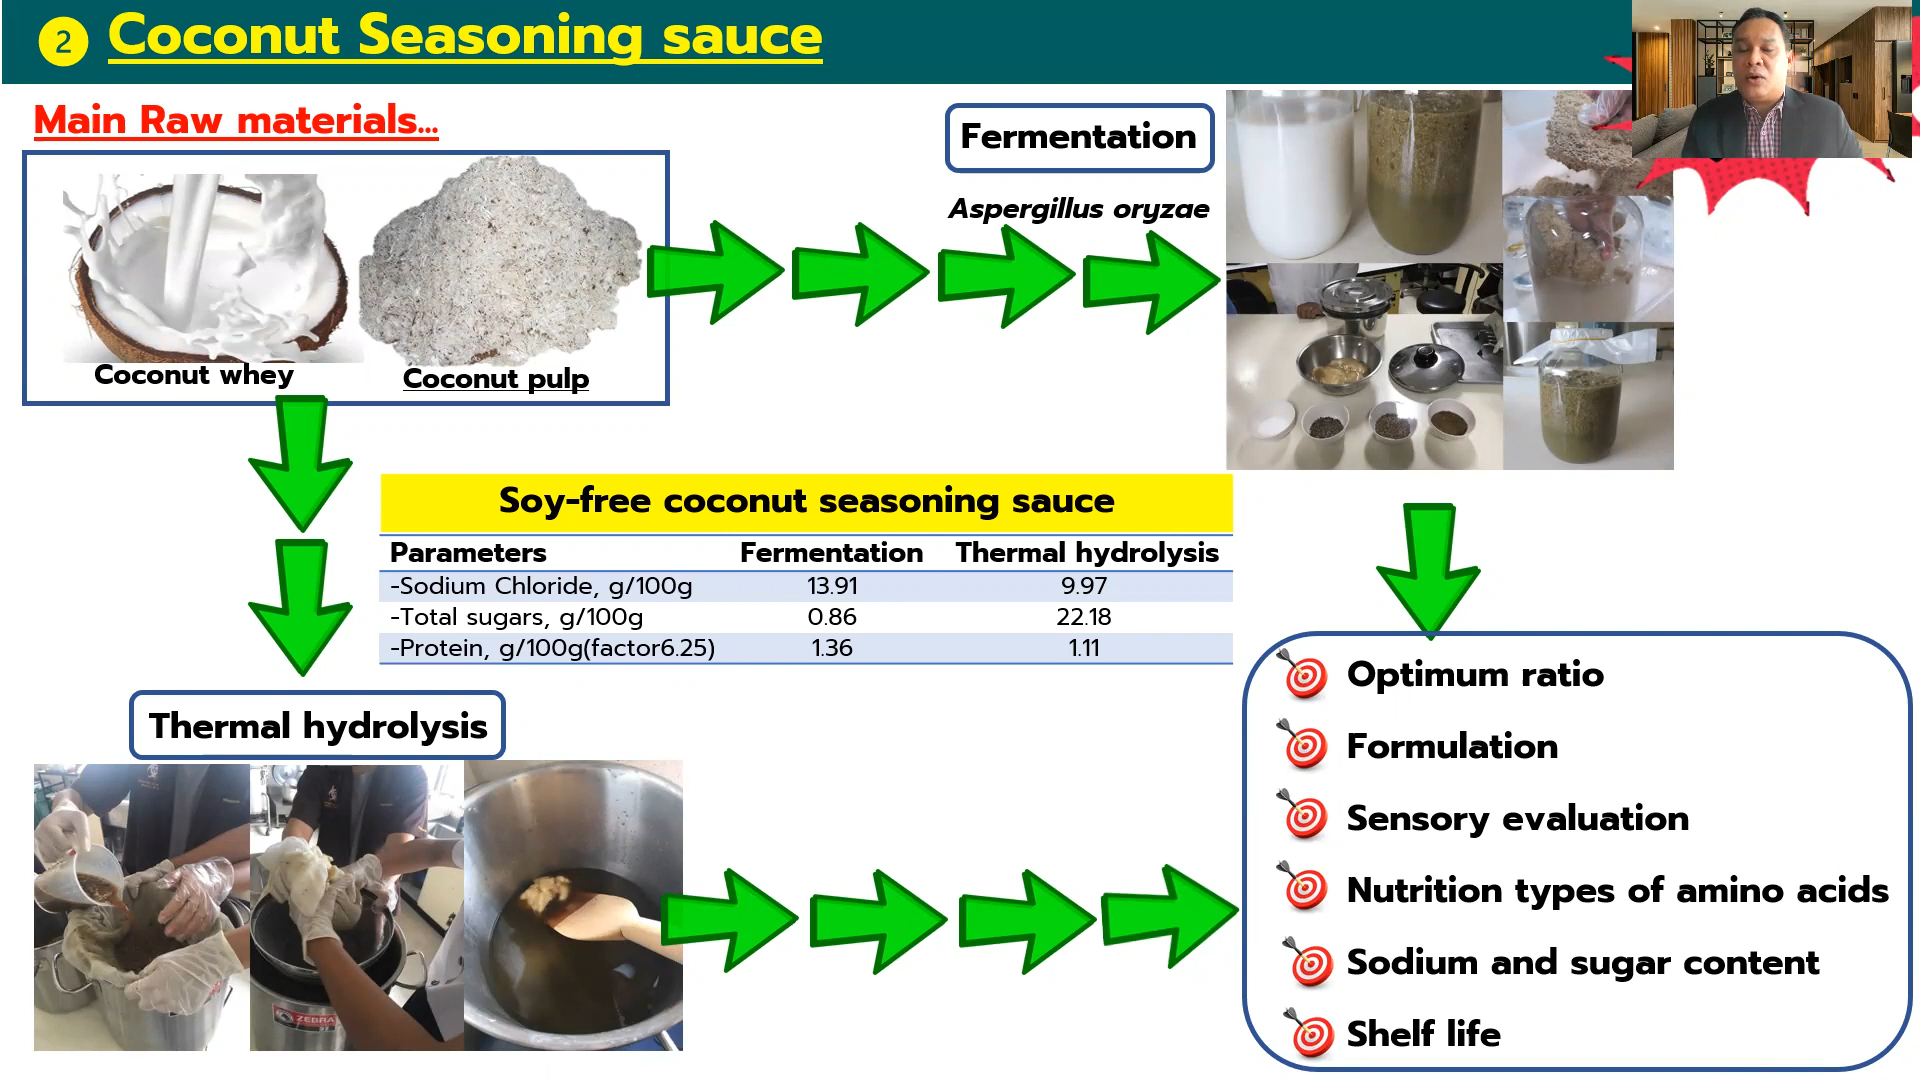 2 Coconut Seasoning sauce
Main Raw materials...
Coconut whey
Coconut pulp
Fermentation
Aspergillus oryzae
Soy-free coconut seasoning sauce
Parameters Fermentation Thermal hydrolysis
-Sodium Chloride, g/100g 13.91 9.97
-Total sugars, g/100g 0.86 22.18
-Protein, g/100g(factor6.25) 1.36 1.11
Thermal hydrolysis
ZEBRA
Optimum ratio
Formulation
Sensory evaluation
Nutrition types of amino acids
Sodium and sugar content
Shelf life